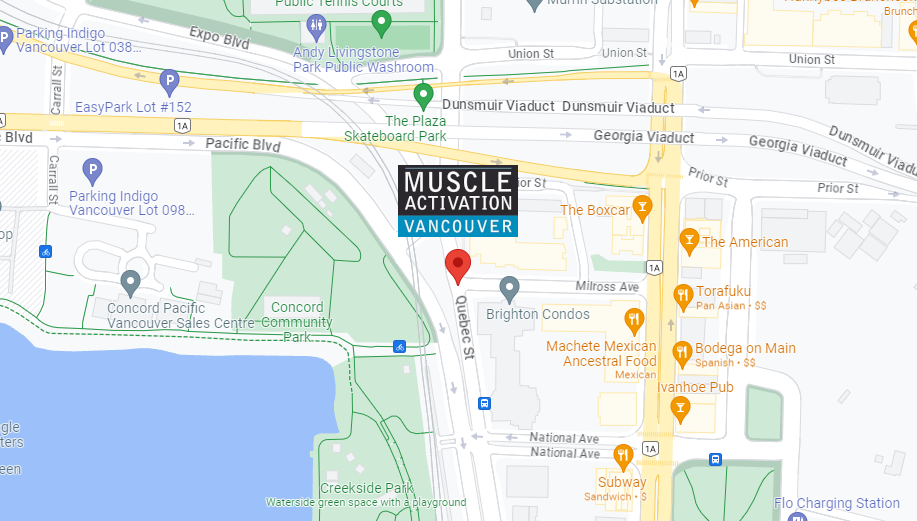 Public Tennis Courts
Murrin Substation
Brunch
Parking Indigo
Vancouver Lot 038...
Expo Blvd
Andy Livingstone
Park Public Washroom
Union St
Union St
Union St
1A
Carrall St
EasyPark Lot #152
The Plaza
Skateboard Park
Dunsmuir Viaduct
Dunsmuir Viaduct
Dunsmuir Viaduct
1A
Georgia Viaduct
Georgia Viaduct
c Blvd
Pacific Blvd
Carrall St
Parking Indigo
Vancouver Lot 098...
MUSCLE
ACTIVATION
VANCOUVER
ior St
Prior St
Prior St
The Boxcar
The American
1A
Milross Ave
Torafuku
Pan Asian • $$
Concord Pacific
Vancouver Sales Centre
Concord
Community
Park
Quebec St
Brighton Condos
Machete Mexican
Ancestral Food
Mexican
Bodega on Main
Spanish • $$
Ivanhoe Pub
National Ave
National Ave
1A
Subway
Sandwich • $
Creekside Park
Waterside green space with a playground
Flo Charging Station